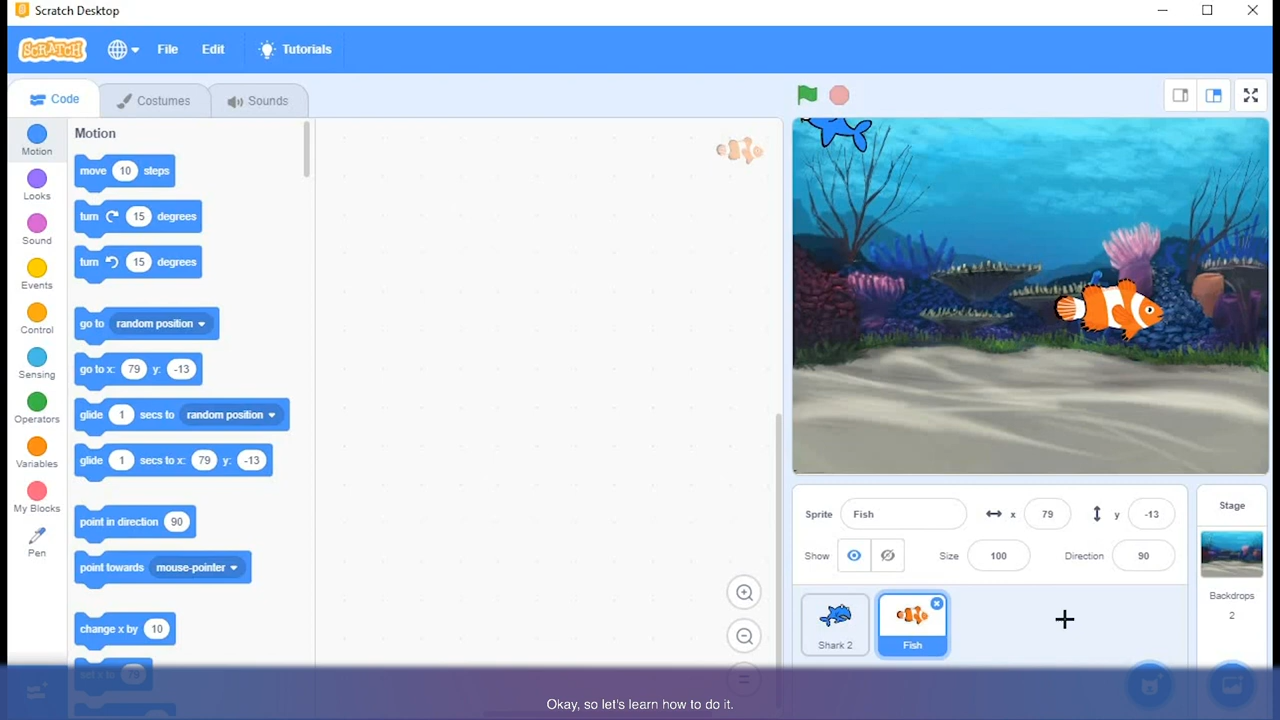 Scratch Desktop
SCRATCH File Edit Tutorials
Code Costumes Sounds
Motion
Looks
Sound
Events
Control
Sensing
Operators
Variables
My Blocks
Pen
Motion
move 10 steps
turn 15 degrees
turn 15 degrees
go to random position
go to x: 79 y: -13
glide 1 secs to random position
glide 1 secs to x: 79 y: -13
point in direction 90
point towards mouse-pointer
change x by 10
set x to 79
Sprite Fish x 79 y -13
Show Size 100 Direction 90
Shark 2
Fish
Stage
Backdrops
2
Okay, so let's learn how to do it.